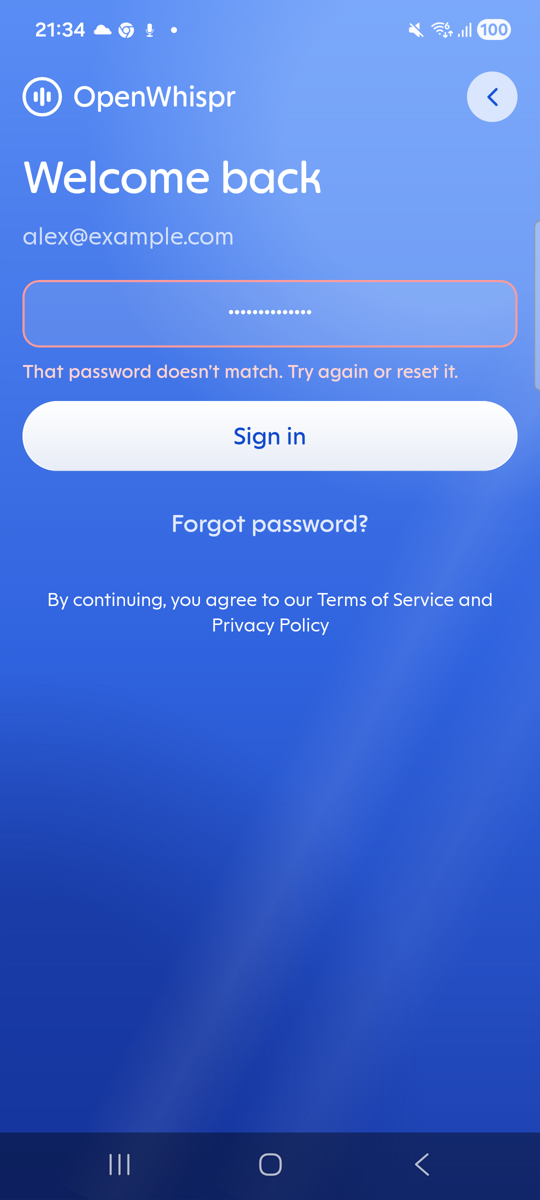 21:34
100
OpenWhispr
Welcome back
alex@example.com
••••••••••••••
That password doesn't match. Try again or reset it.
Sign in
Forgot password?
By continuing, you agree to our Terms of Service and
Privacy Policy